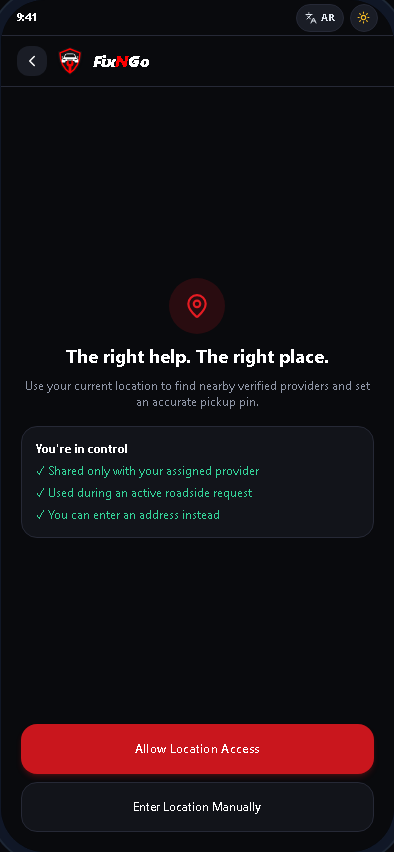 9:41
AR
FixNGo
The right help. The right place.
Use your current location to find nearby verified providers and set
an accurate pickup pin.
You're in control
✓ Shared only with your assigned provider
✓ Used during an active roadside request
✓ You can enter an address instead
Allow Location Access
Enter Location Manually